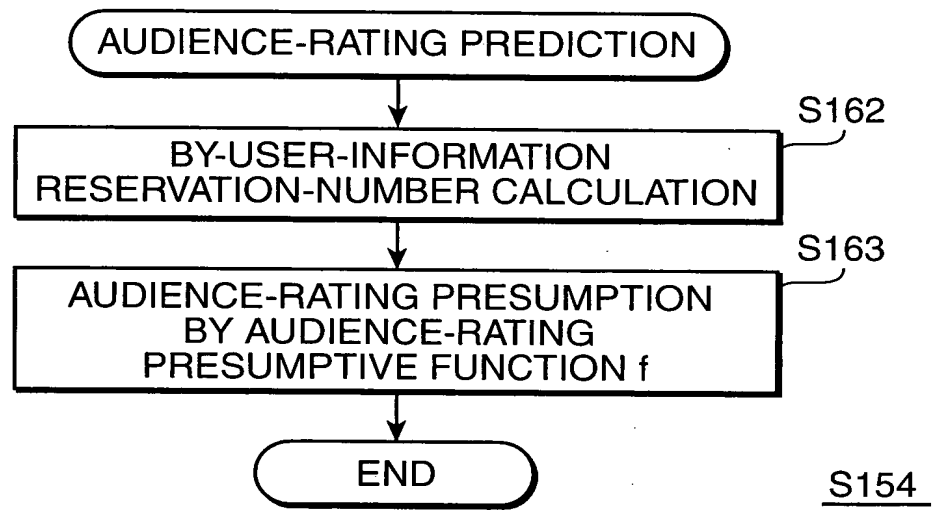 AUDIENCE-RATING PREDICTION
S162
BY-USER-INFORMATION
RESERVATION-NUMBER CALCULATION
S163
AUDIENCE-RATING PRESUMPTION
BY AUDIENCE-RATING
PRESUMPTIVE FUNCTION f
END
S154